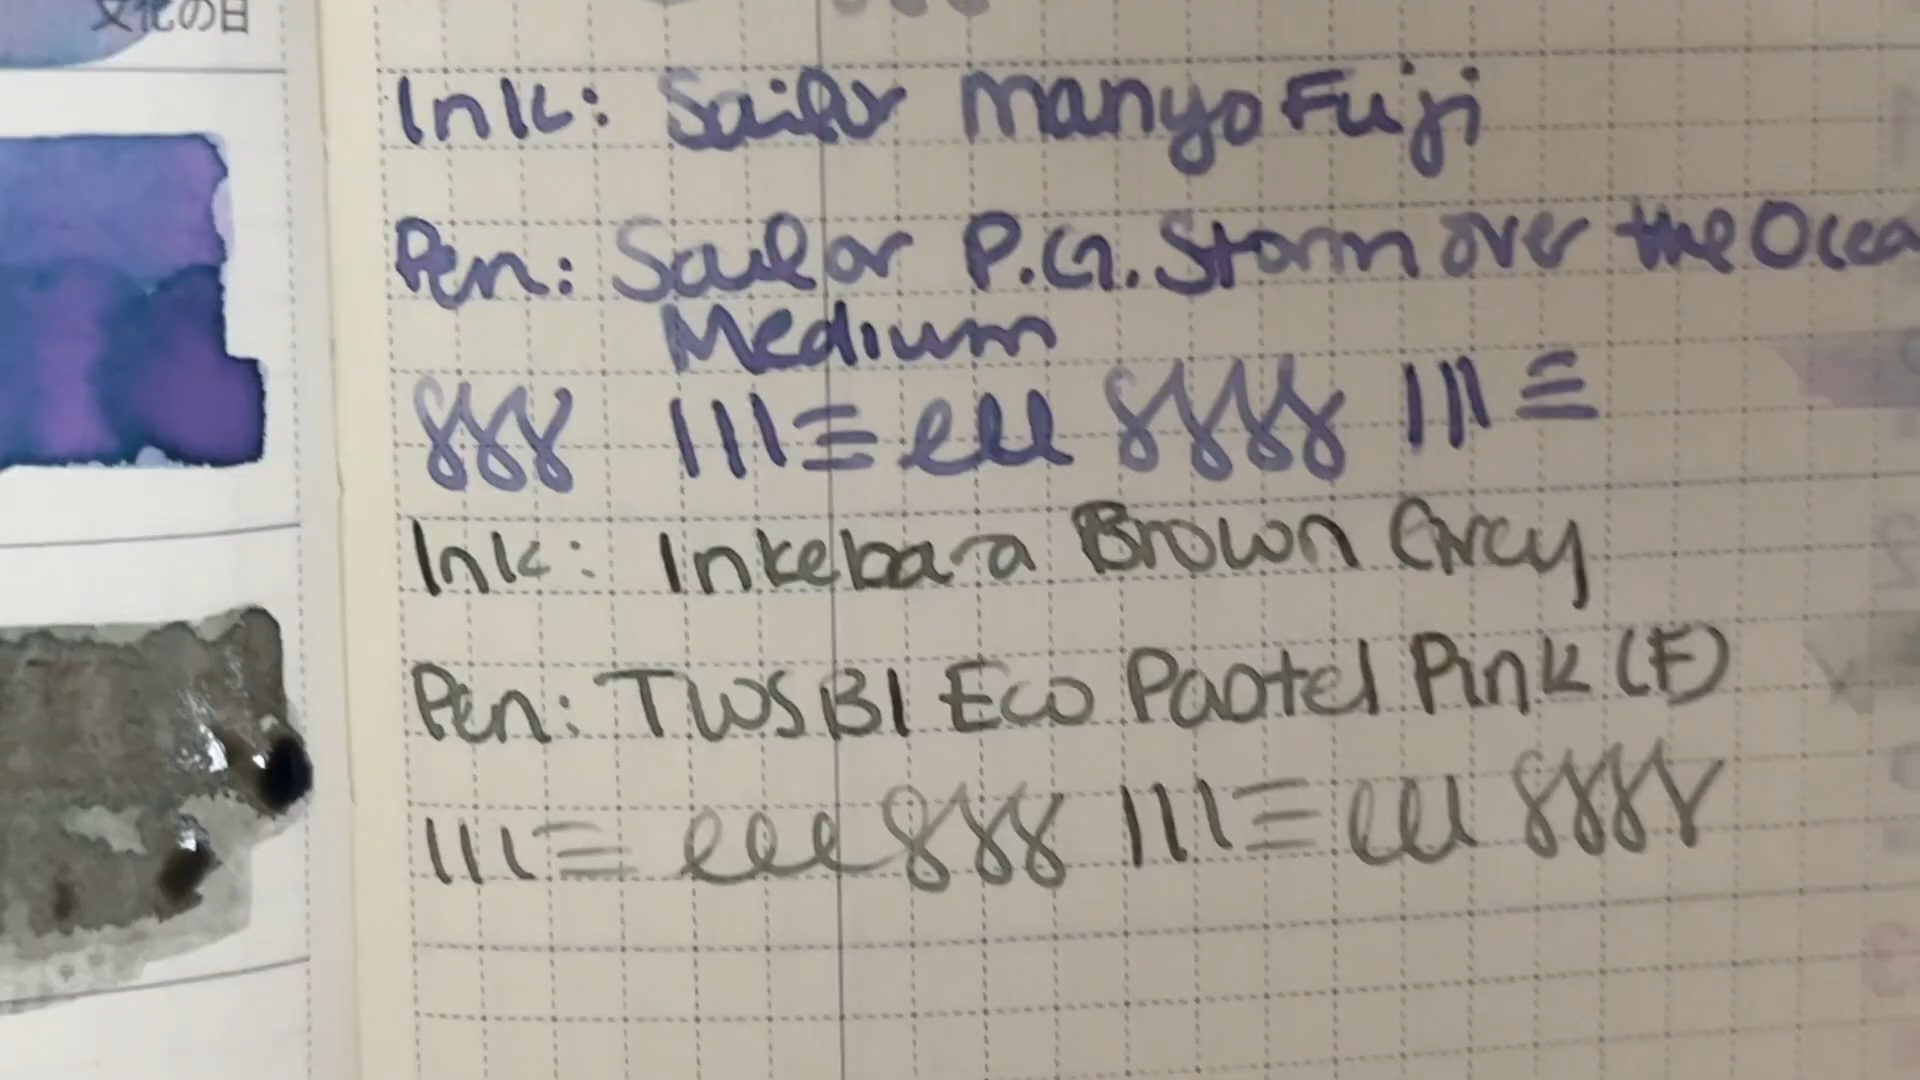 文化の日
Ink: Sailor Manyo Fuji
Pen: Sailor P.G. Storm over the Ocea
Medium
Ink: Inkebara Brown Grey
Pen: TWSBI Eco Pastel Pink (F)